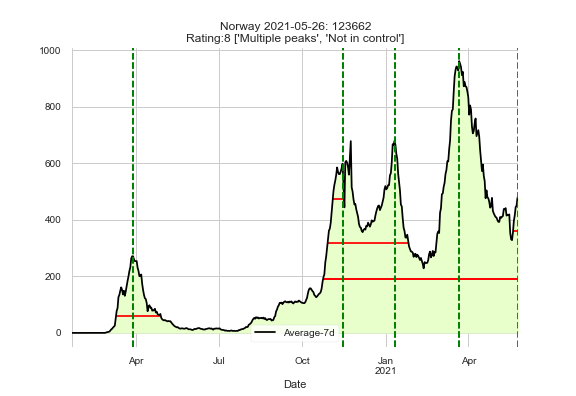 Norway 2021-05-26: 123662
Rating:8 ['Multiple peaks', 'Not in control']
1000
800
600
400
200
0
Average-7d
Apr Jul Oct Jan Apr
2021
Date